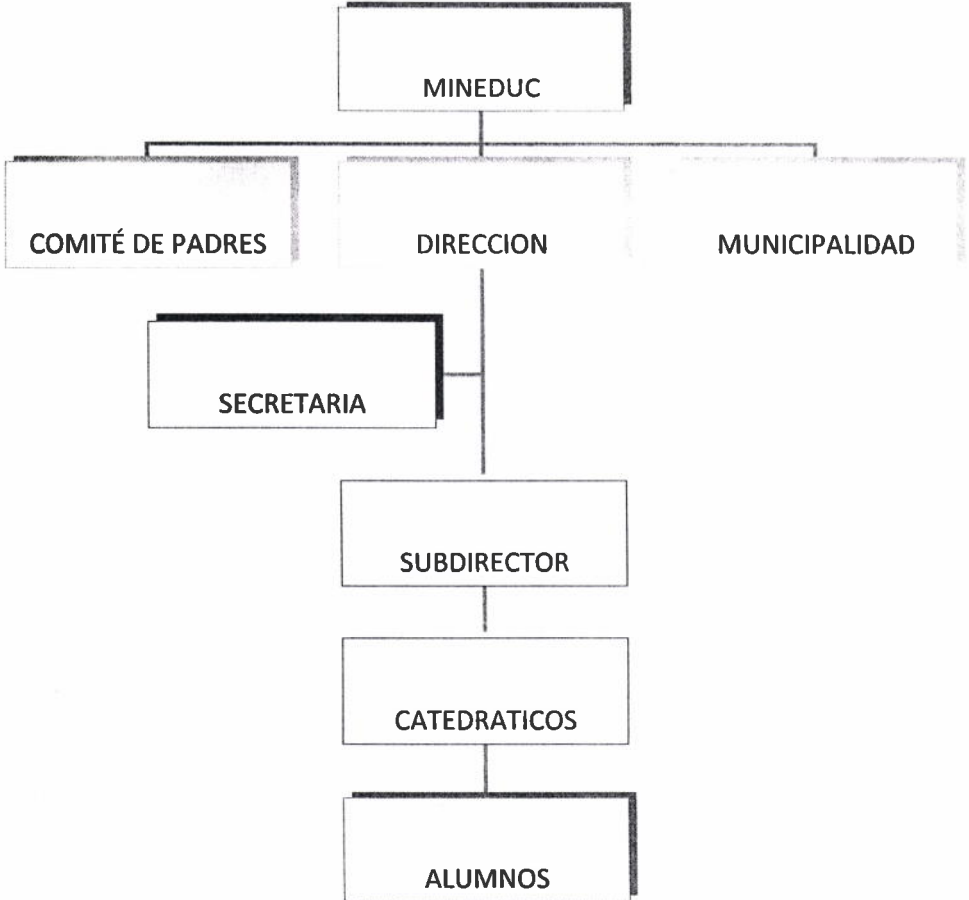 MINEDUC
COMITÉ DE PADRES
DIRECCION
MUNICIPALIDAD
SECRETARIA
SUBDIRECTOR
CATEDRATICOS
ALUMNOS